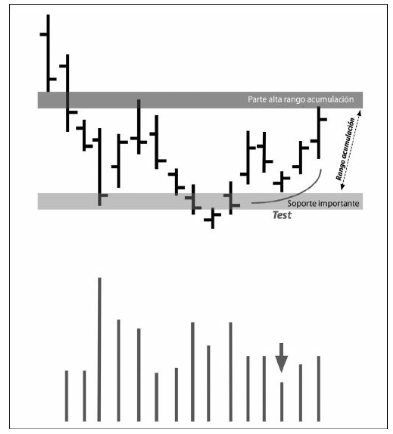 Parte alta rango acumulación
Rango acumulación
Soporte importante
Test